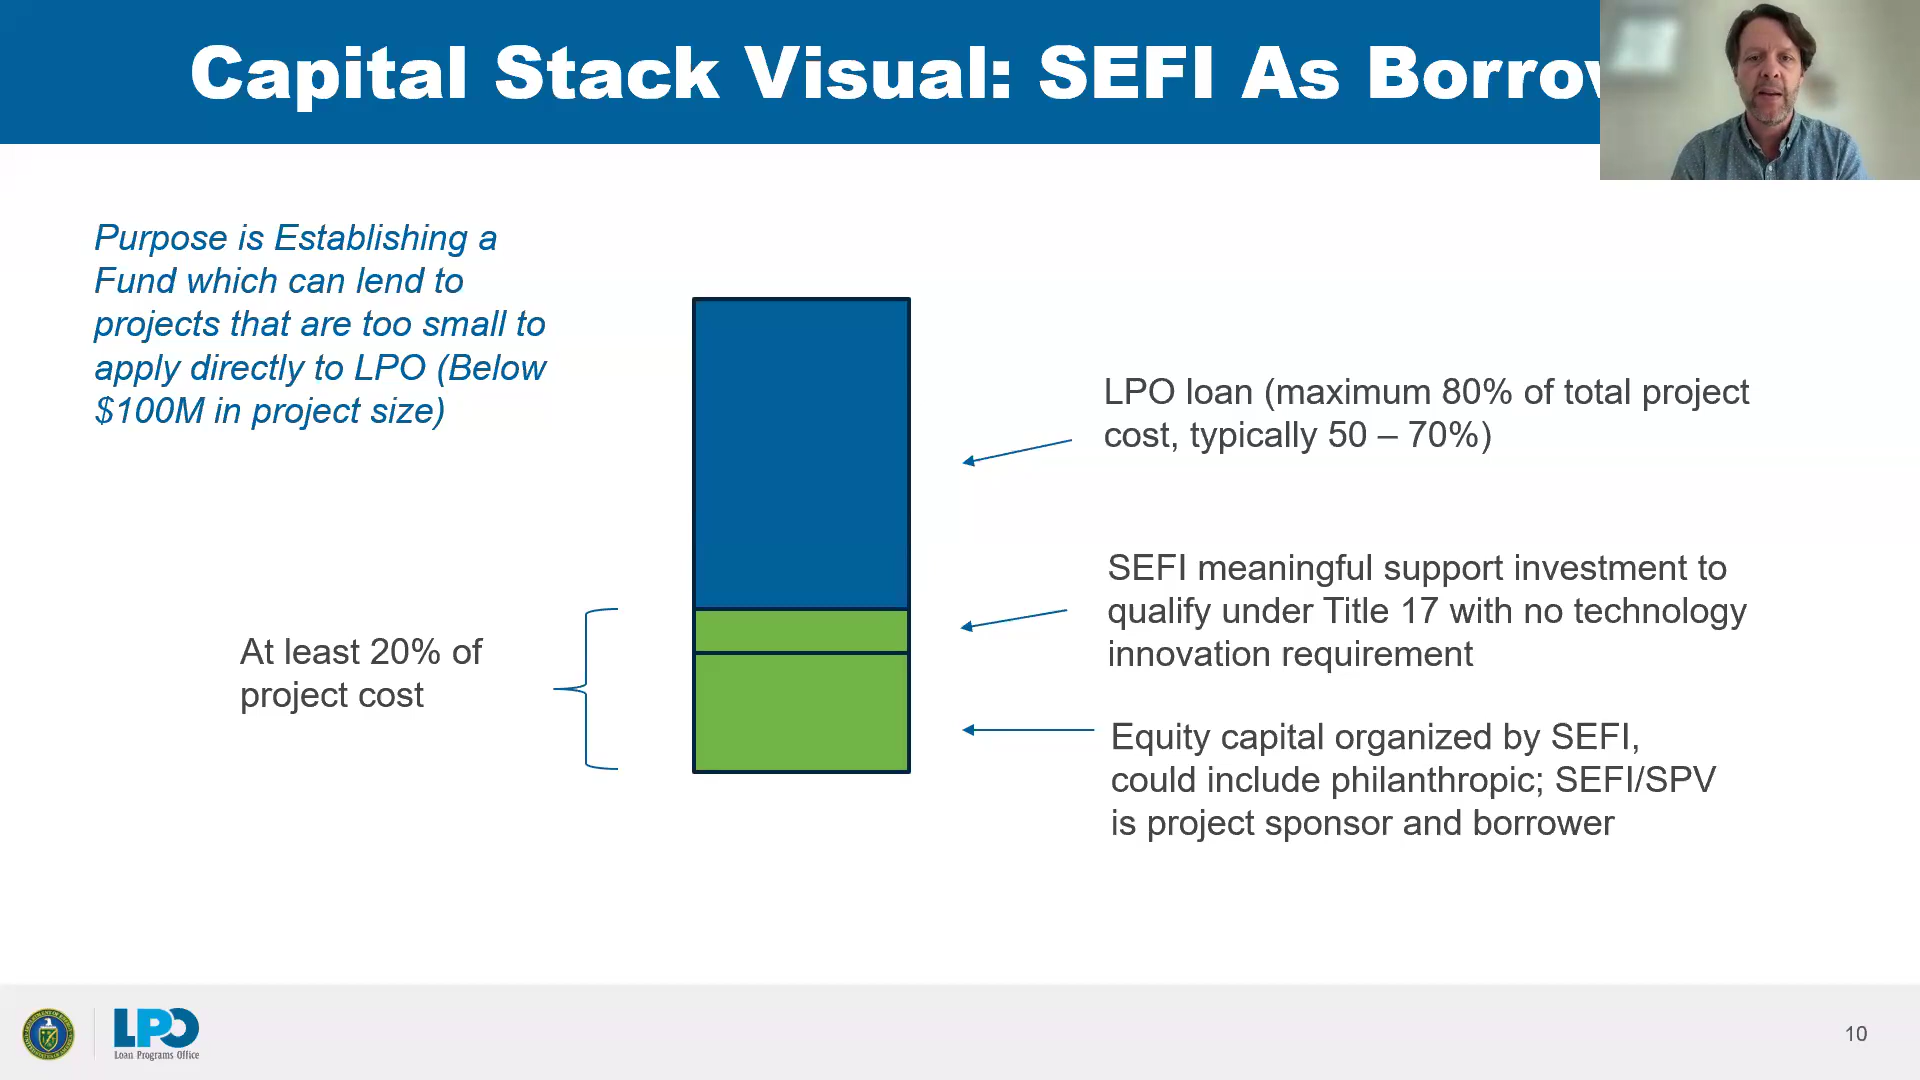 Capital Stack Visual: SEFI As Borrow
Purpose is Establishing a
Fund which can lend to
projects that are too small to
apply directly to LPO (Below
$100M in project size)
LPO loan (maximum 80% of total project
cost, typically 50 – 70%)
SEFI meaningful support investment to
qualify under Title 17 with no technology
innovation requirement
At least 20% of
project cost
Equity capital organized by SEFI,
could include philanthropic; SEFI/SPV
is project sponsor and borrower
LPO
Loan Programs Office
10